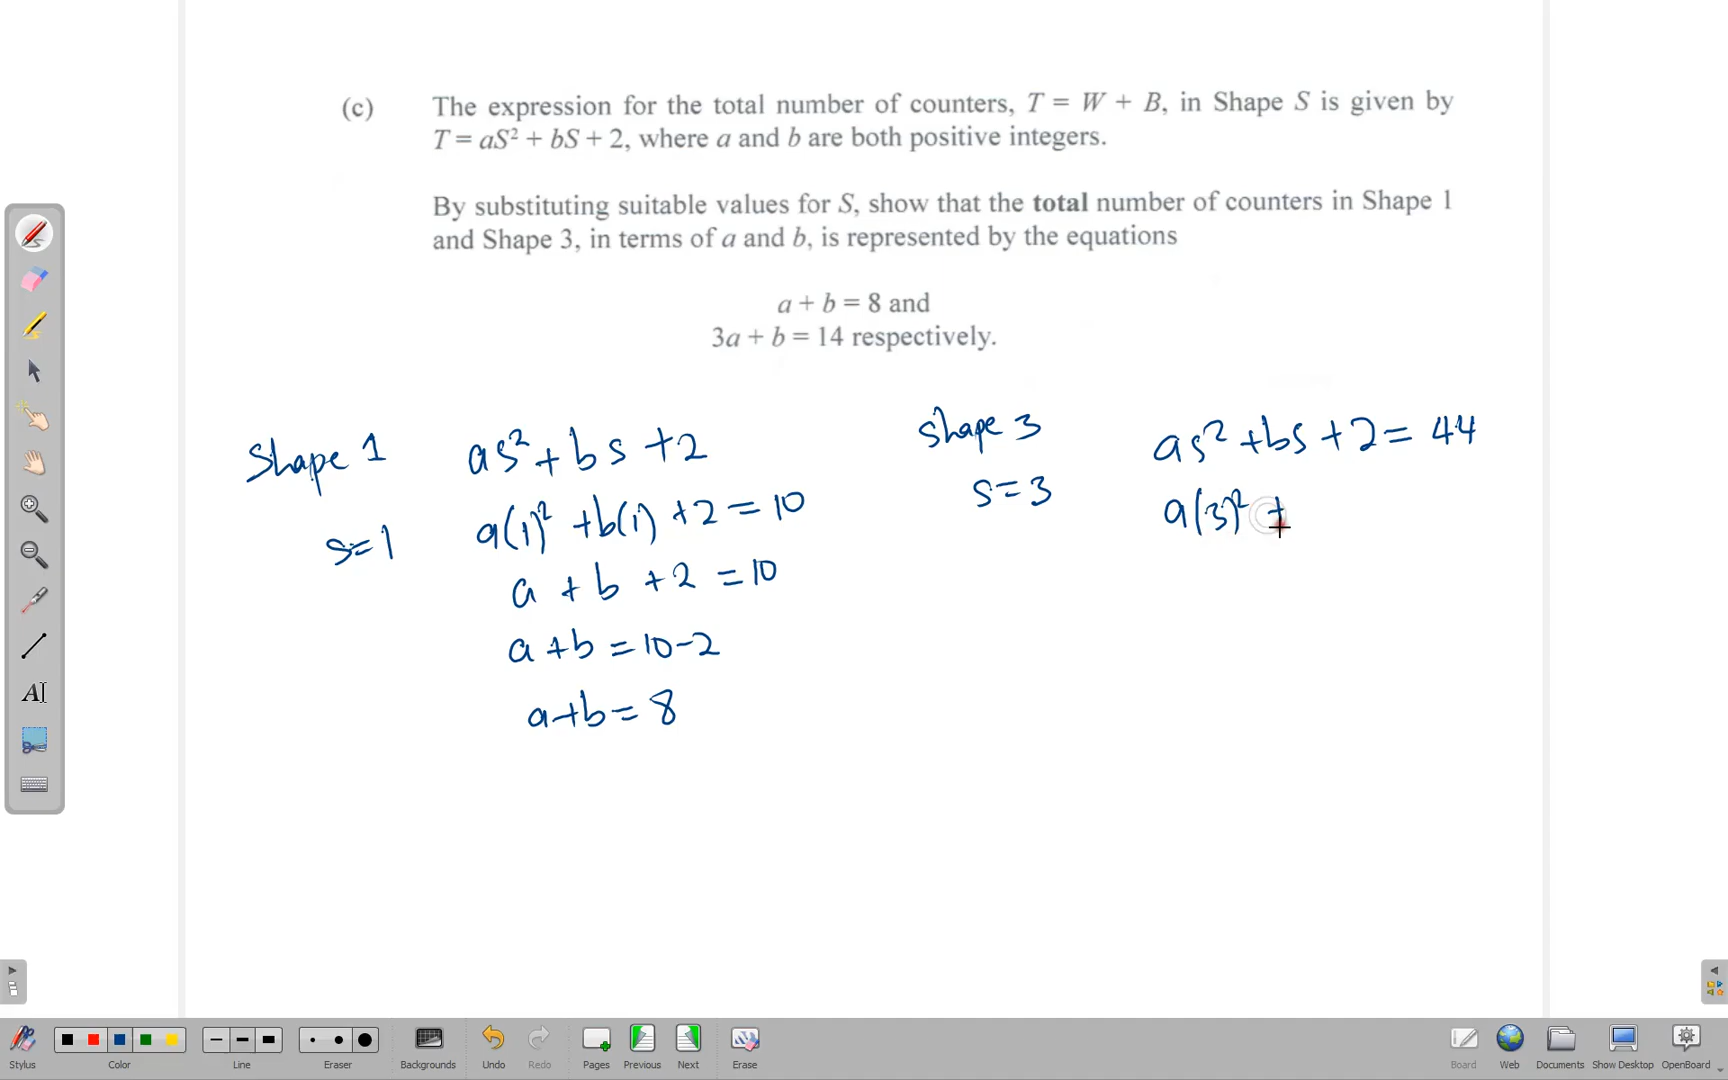 (c) The expression for the total number of counters, T = W + B, in Shape S is given by
T = aS² + bS + 2, where a and b are both positive integers.
By substituting suitable values for S, show that the total number of counters in Shape 1
and Shape 3, in terms of a and b, is represented by the equations
a + b = 8 and
3a + b = 14 respectively.
Shape 1
s=1
as² + bs +2
a(1)² +b(1) +2 = 10
a + b +2 = 10
a +b = 10-2
a+b = 8
Shape 3
s=3
as² +bs +2 = 44
a(3)² +
AI
Stylus
Color
Line
Eraser
Backgrounds
Undo
Redo
Pages
Previous
Next
Erase
Board
Web
Documents
Show Desktop
OpenBoard